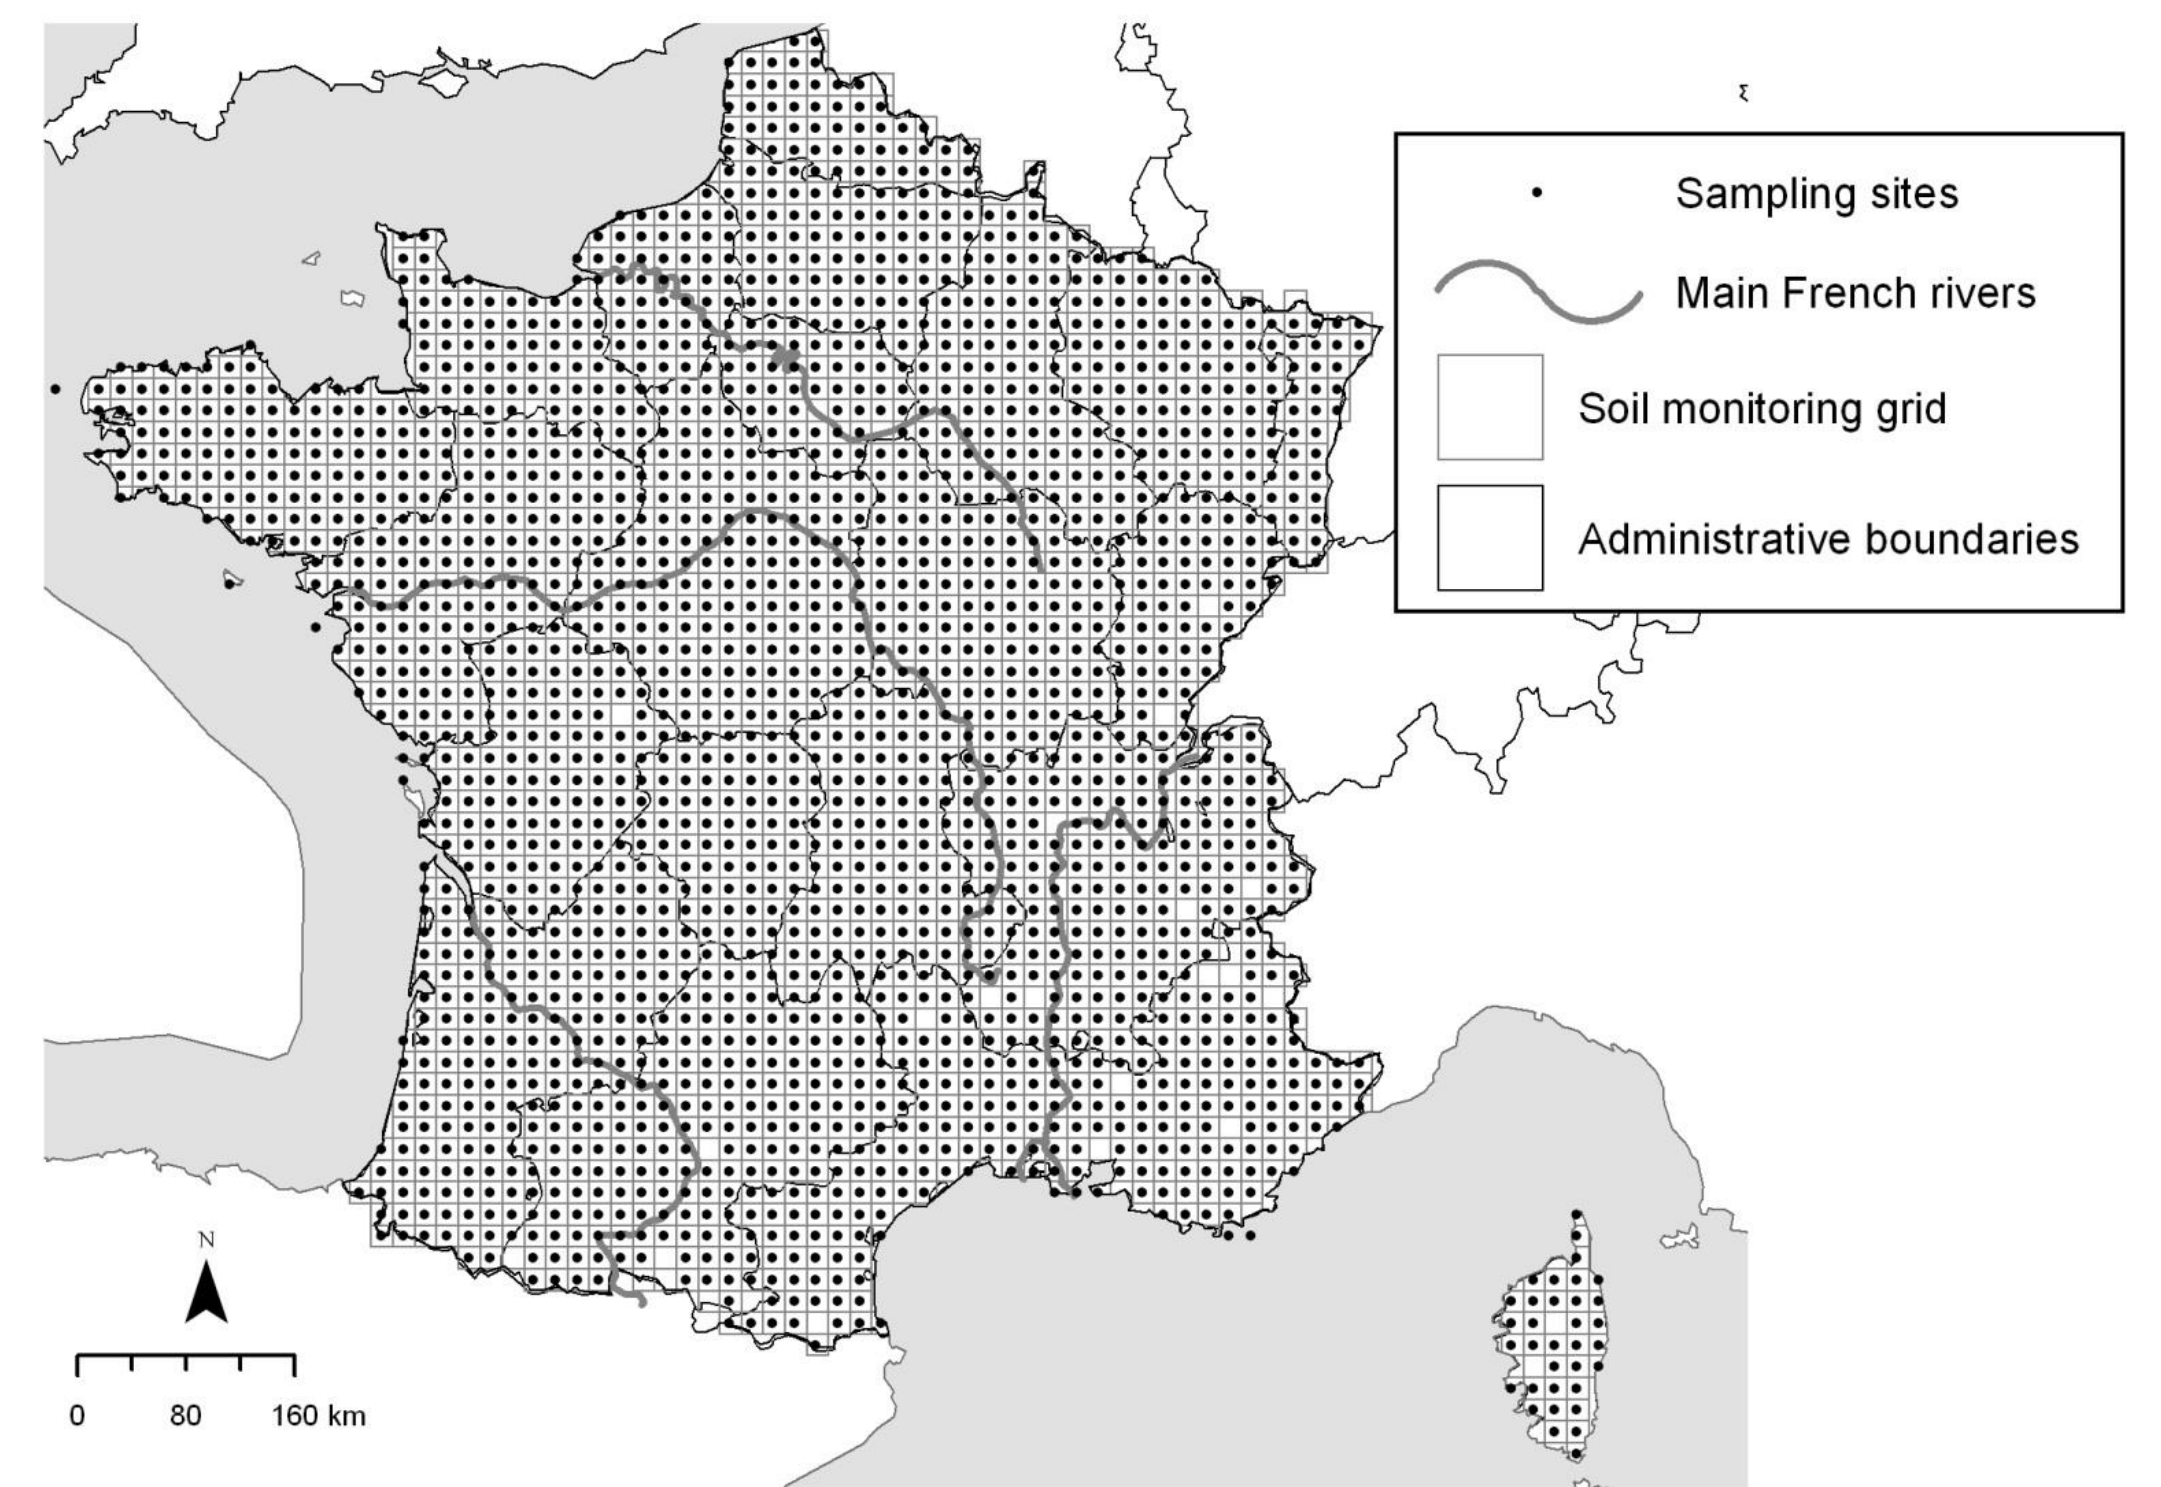 Sampling sites
Main French rivers
Soil monitoring grid
Administrative boundaries
N
0 80 160 km